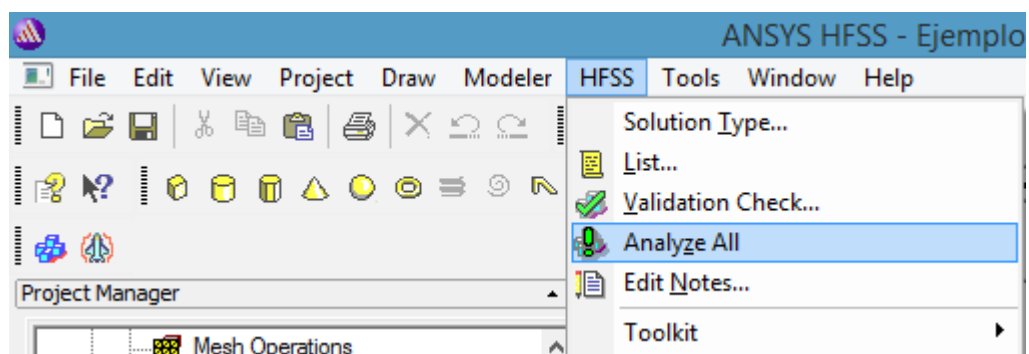 ANSYS HFSS - Ejemplo
File Edit View Project Draw Modeler HFSS Tools Window Help
Solution Type...
List...
Validation Check...
Analyze All
Edit Notes...
Toolkit
Project Manager
Mesh Operations